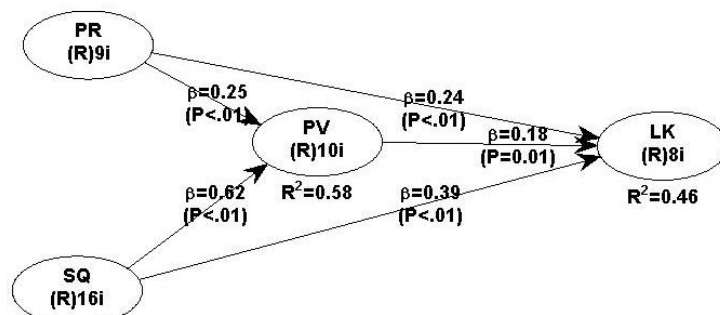 PR
(R)9i
β=0.25
(P<.01)
β=0.24
(P<.01)
PV
(R)10i
R²=0.58
β=0.18
(P=0.01)
LK
(R)8i
R²=0.46
β=0.62
(P<.01)
β=0.39
(P<.01)
SQ
(R)16i